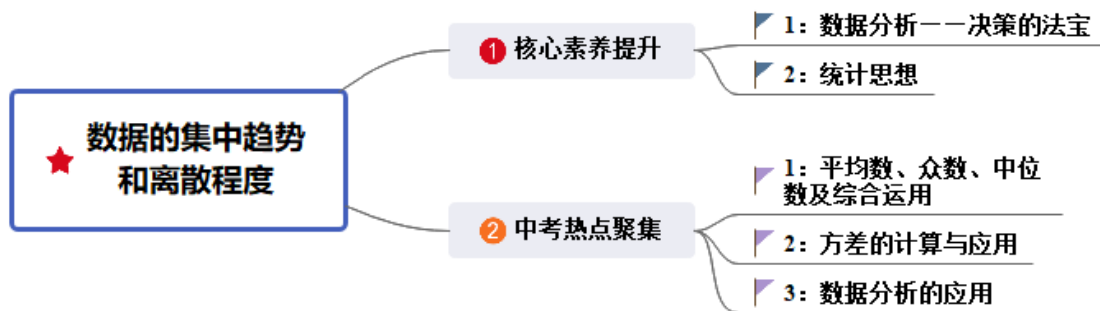 数据的集中趋势
和离散程度
1 核心素养提升
1：数据分析——决策的法宝
2：统计思想
2 中考热点聚集
1：平均数、众数、中位
数及综合运用
2：方差的计算与应用
3：数据分析的应用